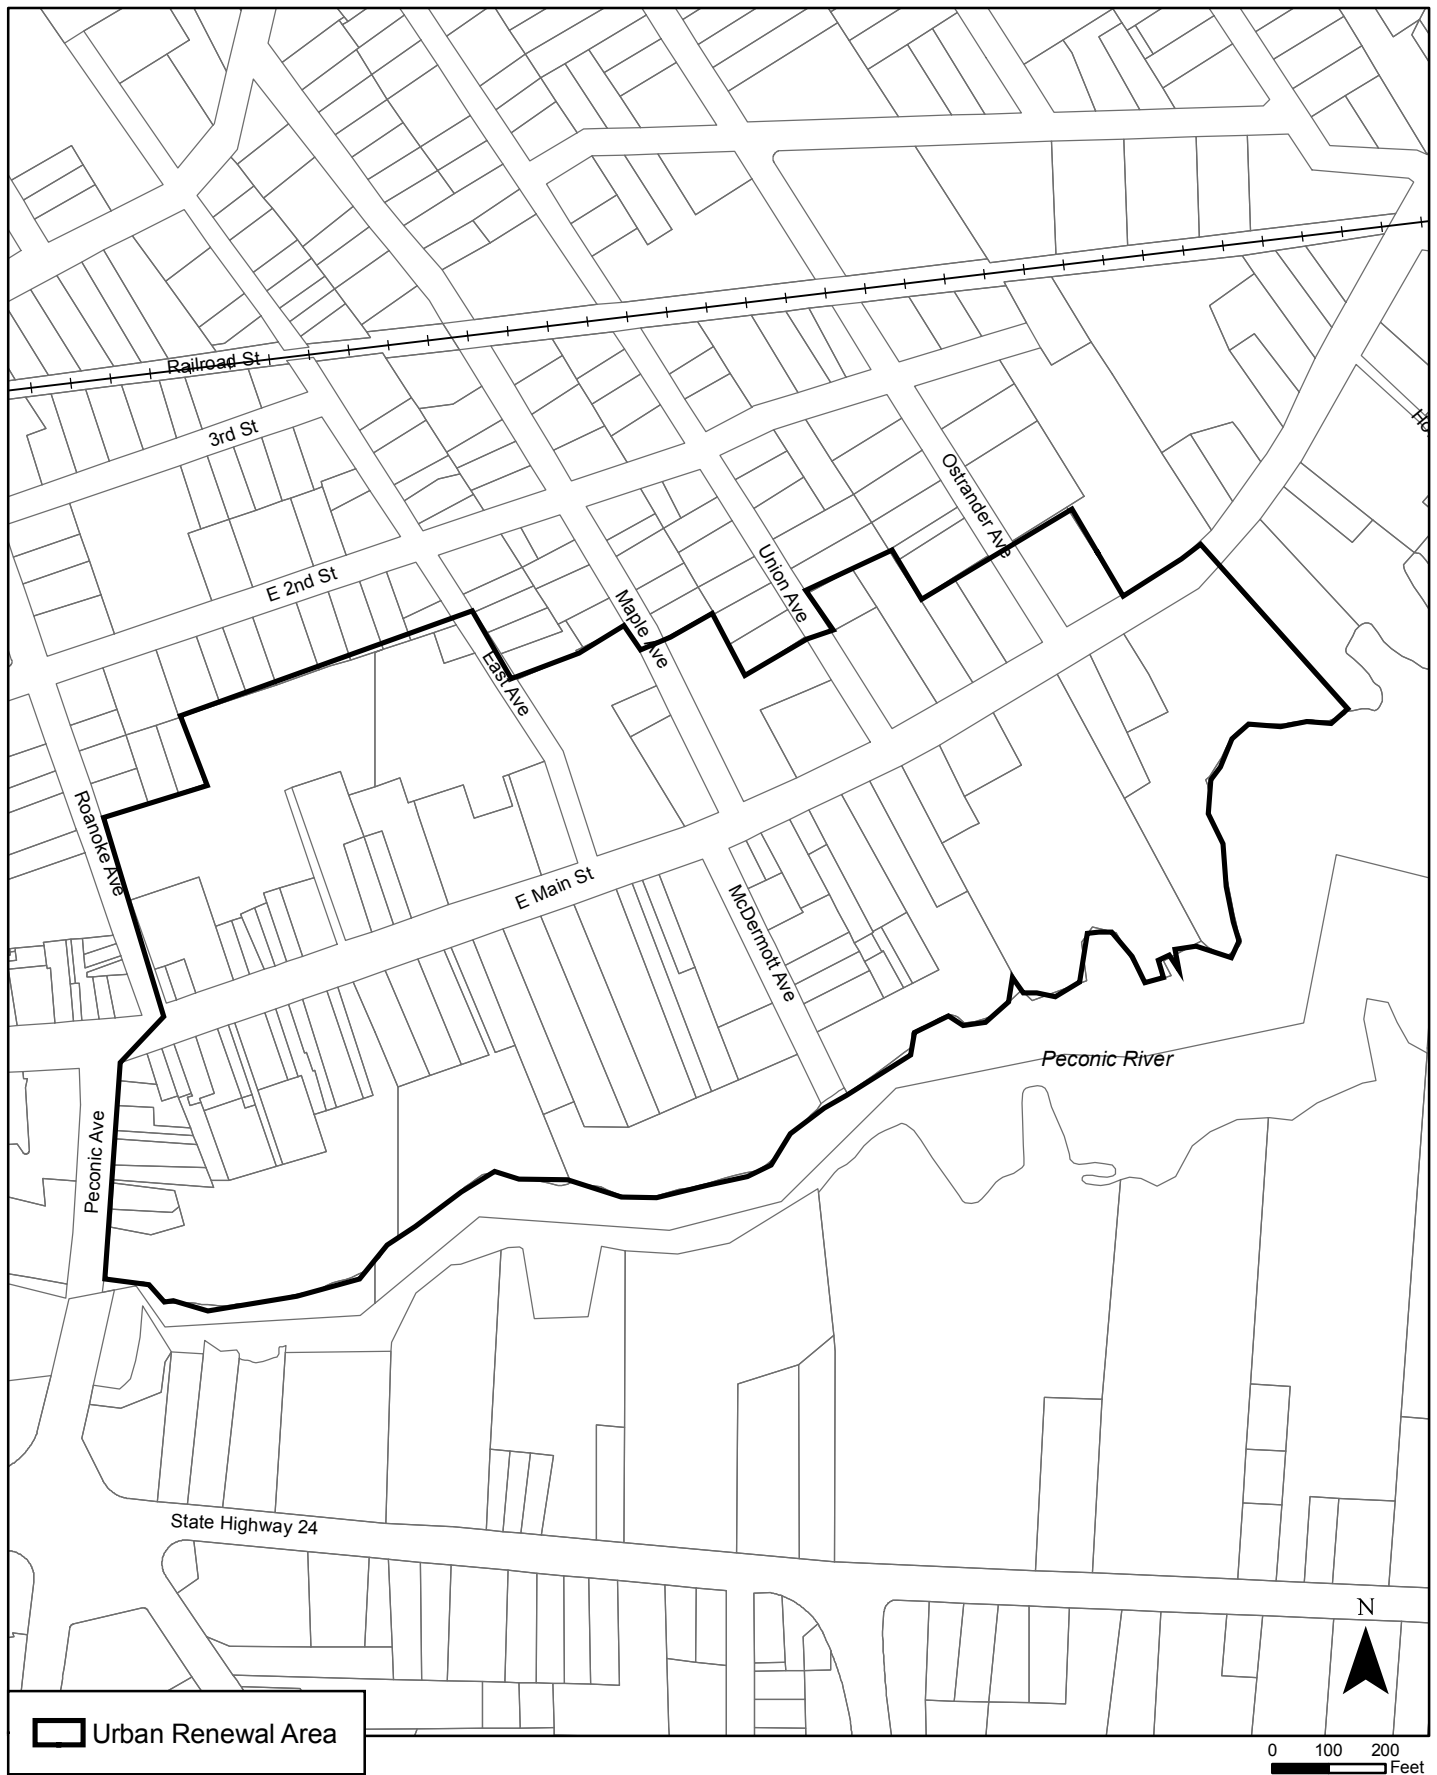 Railroad St
3rd St
Ho
Ostrander Ave
Union Ave
E 2nd St
Maple Ave
East Ave
Roanoke Ave
E Main St
McDermott Ave
Peconic River
Peconic Ave
State Highway 24
N
Urban Renewal Area
0 100 200
Feet